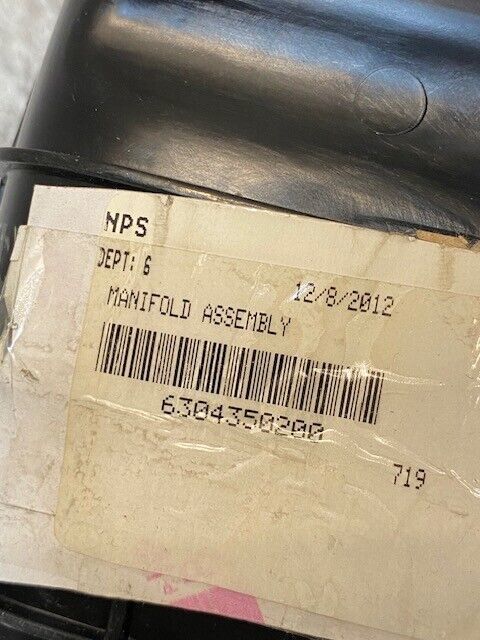 NPS
DEPT: 6
12/8/2012
MANIFOLD ASSEMBLY
6304350200
719